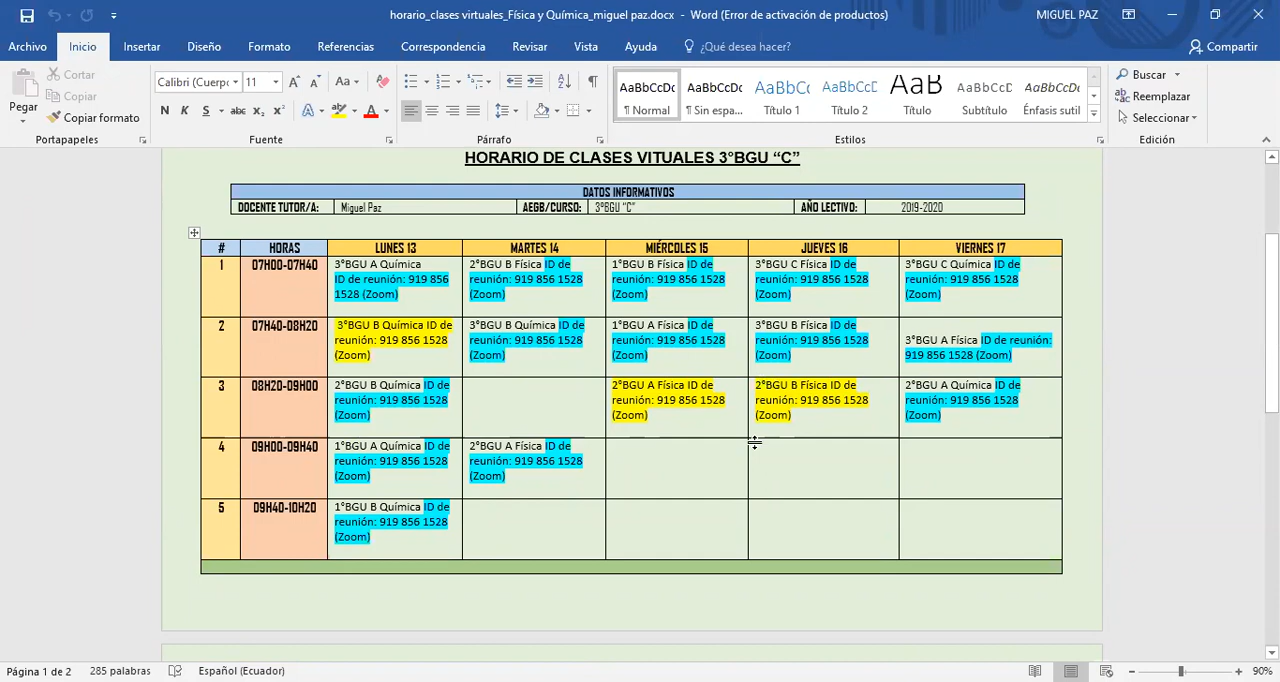 horario_clases virtuales_Física y Química_miguel paz.docx - Word (Error de activación de productos)
MIGUEL PAZ
Archivo Inicio Insertar Diseño Formato Referencias Correspondencia Revisar Vista Ayuda ¿Qué desea hacer? Compartir
Pegar
Cortar
Copiar
Copiar formato
Portapapeles
Calibri (Cuerpo 11
Aa
N K S abc x₂ x² A A
Fuente
Párrafo
AaBbCcDc AaBbCcDc AaBbCc AaBbCcD AaB AaBbCcD AaBbCcDc
¶ Normal ¶ Sin espa... Título 1 Título 2 Título Subtítulo Énfasis sutil
Estilos
Buscar
Reemplazar
Seleccionar
Edición
HORARIO DE CLASES VITUALES 3°BGU “C”
DATOS INFORMATIVOS
DOCENTE TUTOR/A: Miguel Paz AEGB/CURSO: 3°BGU “C” AÑO LECTIVO: 2019-2020
# HORAS LUNES 13 MARTES 14 MIÉRCOLES 15 JUEVES 16 VIERNES 17
1 07H00-07H40
3°BGU A Química
ID de reunión: 919 856
1528 (Zoom)
2°BGU B Física ID de
reunión: 919 856 1528
(Zoom)
1°BGU B Física ID de
reunión: 919 856 1528
(Zoom)
3°BGU C Física ID de
reunión: 919 856 1528
(Zoom)
3°BGU C Química ID de
reunión: 919 856 1528
(Zoom)
2 07H40-08H20
3°BGU B Química ID de
reunión: 919 856 1528
(Zoom)
3°BGU B Química ID de
reunión: 919 856 1528
(Zoom)
1°BGU A Física ID de
reunión: 919 856 1528
(Zoom)
3°BGU B Física ID de
reunión: 919 856 1528
(Zoom)
3°BGU A Física ID de reunión:
919 856 1528 (Zoom)
3 08H20-09H00
2°BGU B Química ID de
reunión: 919 856 1528
(Zoom)
2°BGU A Física ID de
reunión: 919 856 1528
(Zoom)
2°BGU B Física ID de
reunión: 919 856 1528
(Zoom)
2°BGU A Química ID de
reunión: 919 856 1528
(Zoom)
4 09H00-09H40
1°BGU A Química ID de
reunión: 919 856 1528
(Zoom)
2°BGU A Física ID de
reunión: 919 856 1528
(Zoom)
5 09H40-10H20
1°BGU B Química ID de
reunión: 919 856 1528
(Zoom)
Página 1 de 2 285 palabras Español (Ecuador) 90%